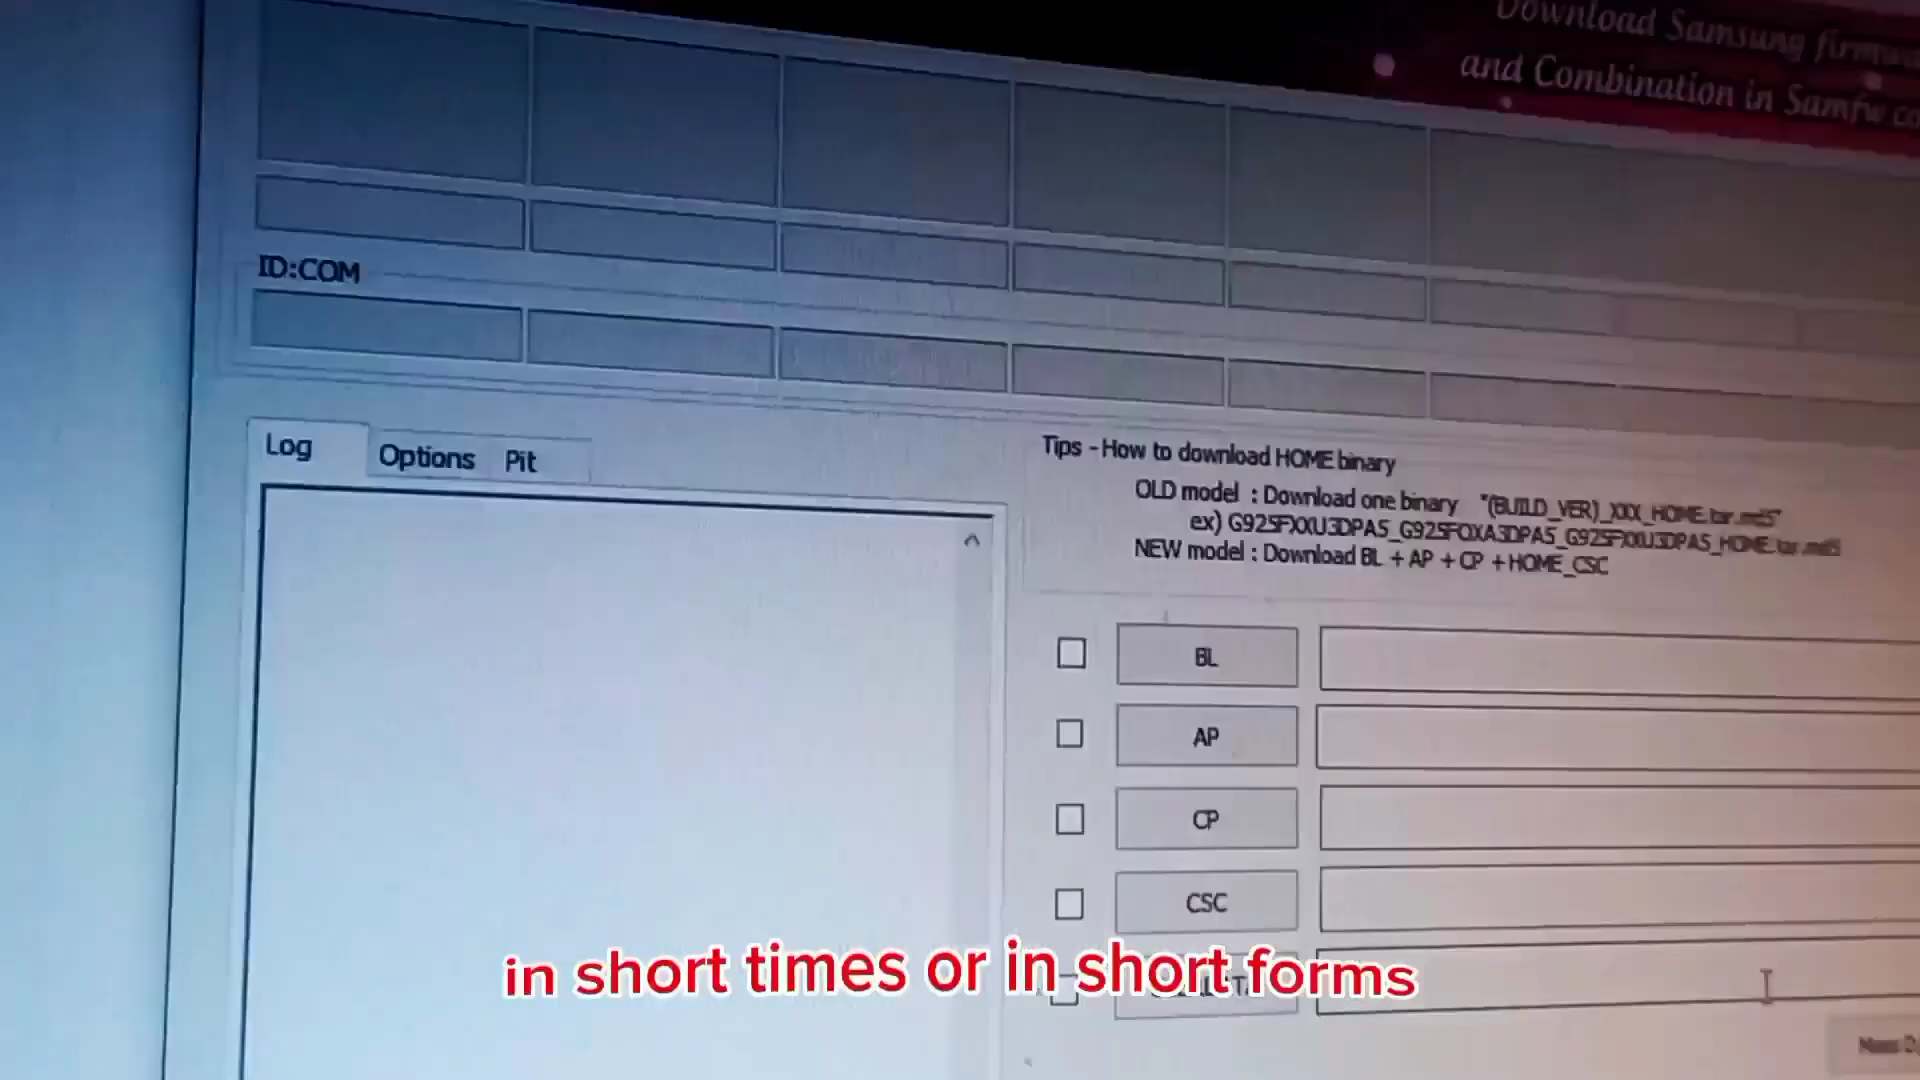 Download Samsung
and Combination in Samfw
ID:COM
Log
Options
Pit
Tips - How to download HOME binary
OLD model : Download one binary "(BUILD_VER)_XXX_HOME.tar.md5"
ex) G925FXXU3DPA5_G925FOXA3DPA5_G925FXXU3DPA5_HOME.tar.md5
NEW model : Download BL + AP + CP + HOME_CSC
BL
AP
CP
CSC
in short times or in short forms